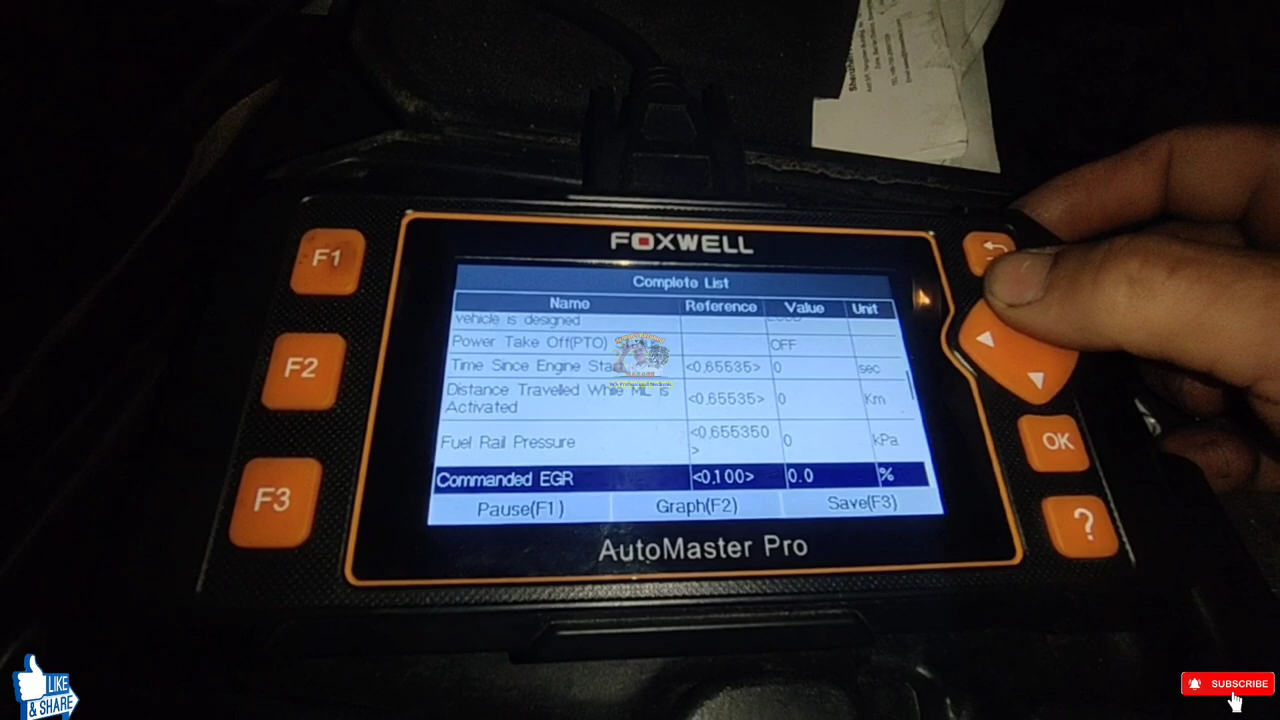 FOXWELL
Complete List
Name Reference Value Unit
vehicle is designed
Power Take Off(PTO) OFF
Time Since Engine <0,65535> 0 sec
Distance Travelled While MIL is Activated <0,65535> 0 Km
Fuel Rail Pressure <0,655350> 0 kPa
Commanded EGR <0,100> 0.0 %
Pause(F1) Graph(F2) Save(F3)
AutoMaster Pro
F1
F2
F3
OK
?
LIKE
& SHARE
SUBSCRIBE